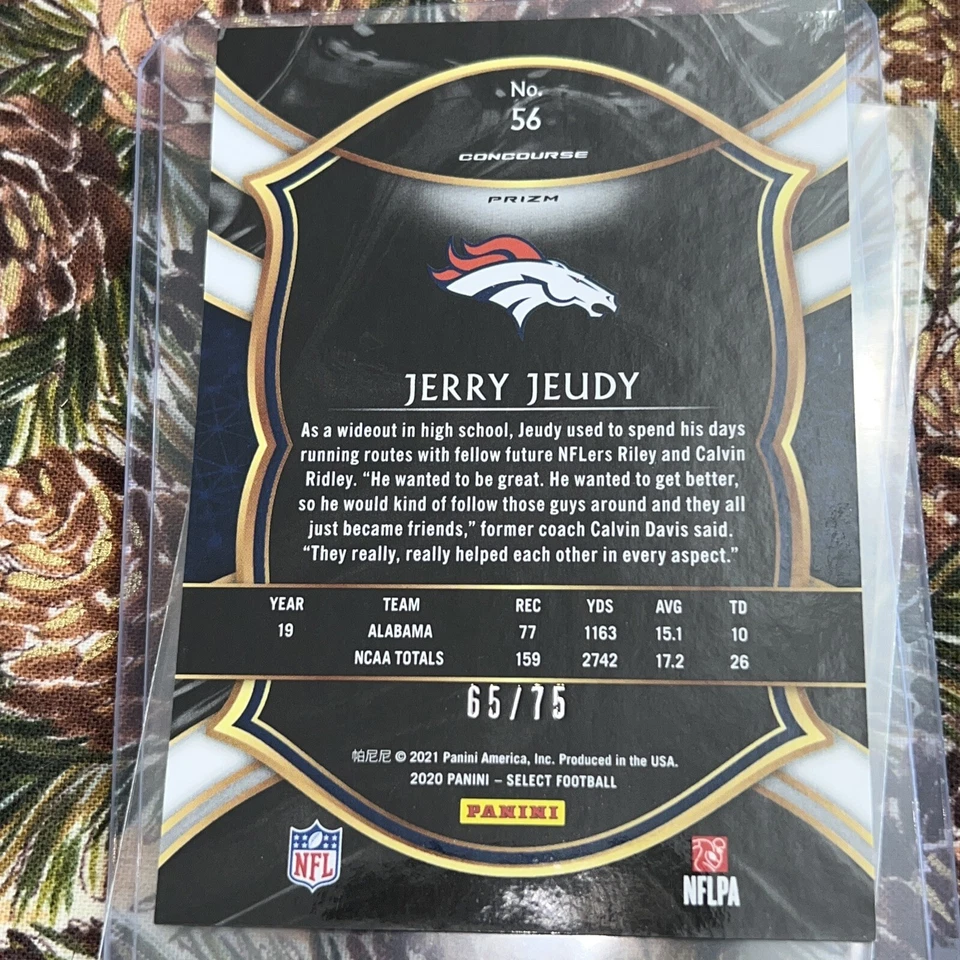 No.
56
CONCOURSE
PRIZM
JERRY JEUDY
As a wideout in high school, Jeudy used to spend his days
running routes with fellow future NFLers Riley and Calvin
Ridley. “He wanted to be great. He wanted to get better,
so he would kind of follow those guys around and they all
just became friends,” former coach Calvin Davis said.
“They really, really helped each other in every aspect.”
YEAR TEAM REC YDS AVG TD
19 ALABAMA 77 1163 15.1 10
NCAA TOTALS 159 2742 17.2 26
65/75
帕尼尼 © 2021 Panini America, Inc. Produced in the USA.
2020 PANINI – SELECT FOOTBALL
PANINI
NFL
NFLPA